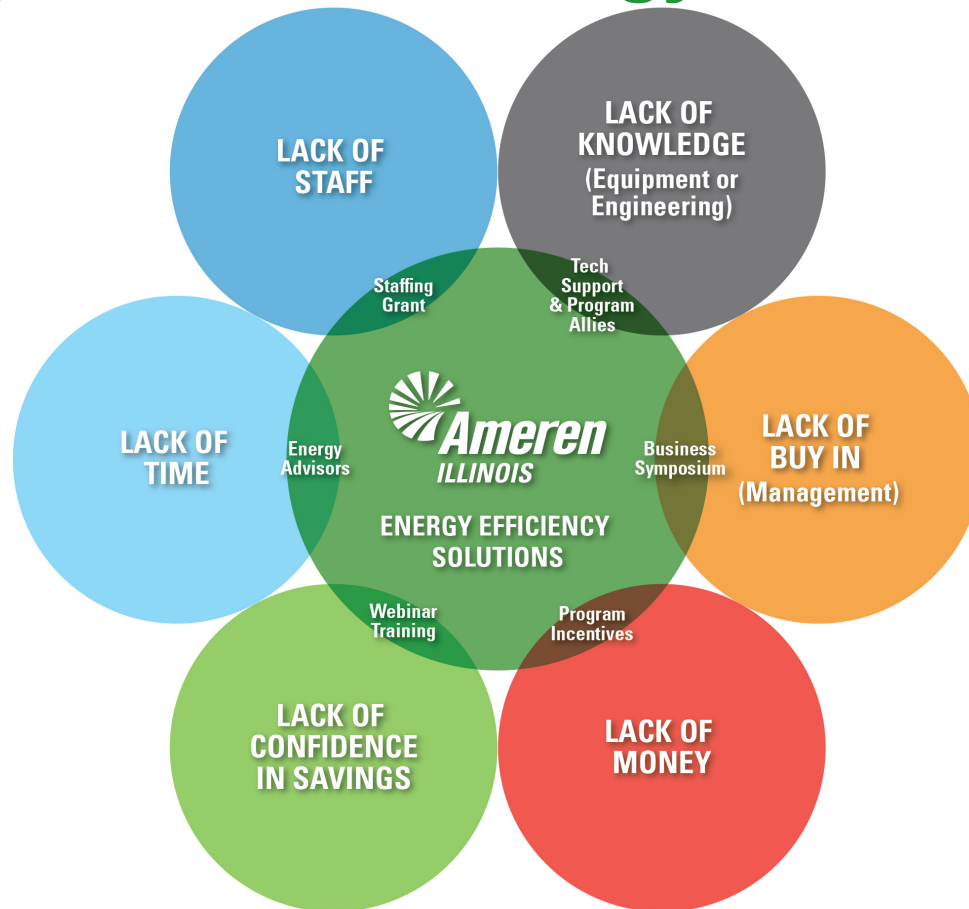 LACK OF
STAFF
LACK OF
KNOWLEDGE
(Equipment or
Engineering)
Staffing
Grant
Tech
Support
& Program
Allies
LACK OF
TIME
Energy
Advisors
Ameren
ILLINOIS
ENERGY EFFICIENCY
SOLUTIONS
Business
Symposium
LACK OF
BUY IN
(Management)
Webinar
Training
Program
Incentives
LACK OF
CONFIDENCE
IN SAVINGS
LACK OF
MONEY